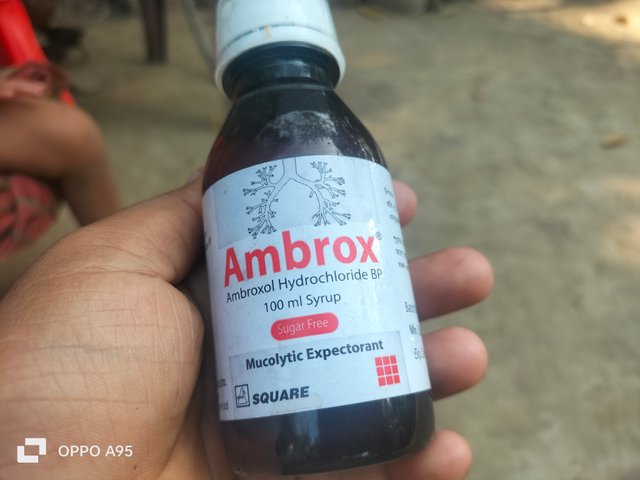 Ambrox®
Ambroxol Hydrochloride BP
100 ml Syrup
Sugar Free
Mucolytic Expectorant
SQUARE
OPPO A95